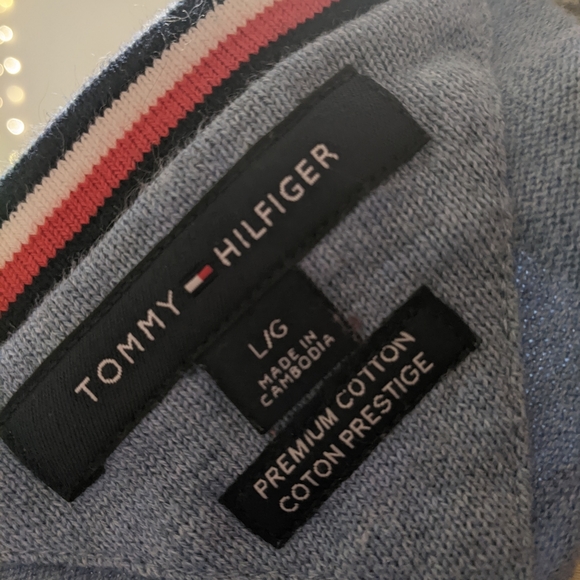 TOMMY HILFIGER
L/G
MADE IN
CAMBODIA
PREMIUM COTTON
COTON PRESTIGE